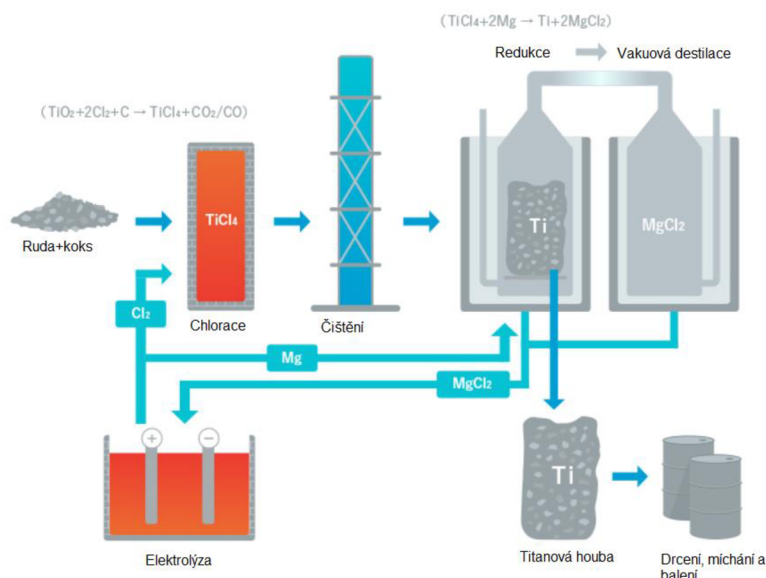 (TiCl₄+2Mg → Ti+2MgCl₂)
Redukce
Vakuová destilace
(TiO₂+2Cl₂+C → TiCl₄+CO₂/CO)
TiCl₄
Ti
MgCl₂
Ruda+koks
Cl₂
Chlorace
Čištění
Mg
MgCl₂
+
−
Ti
Elektrolýza
Titanová houba
Drcení, míchání a
balení